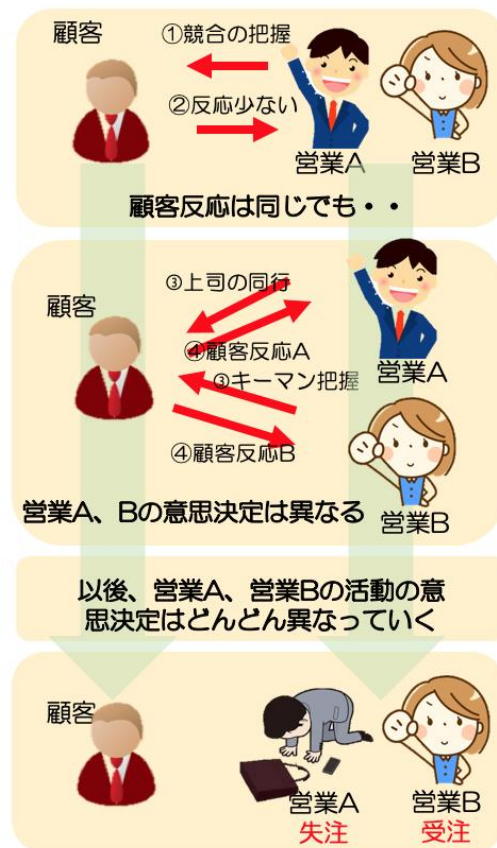 顧客
①競合の把握
②反応少ない
営業A
営業B
顧客反応は同じでも・・
顧客
③上司の同行
④顧客反応A
③キーマン把握
④顧客反応B
営業A
営業B
営業A、Bの意思決定は異なる
以後、営業A、営業Bの活動の意
思決定はどんどん異なっていく
顧客
営業A
失注
営業B
受注